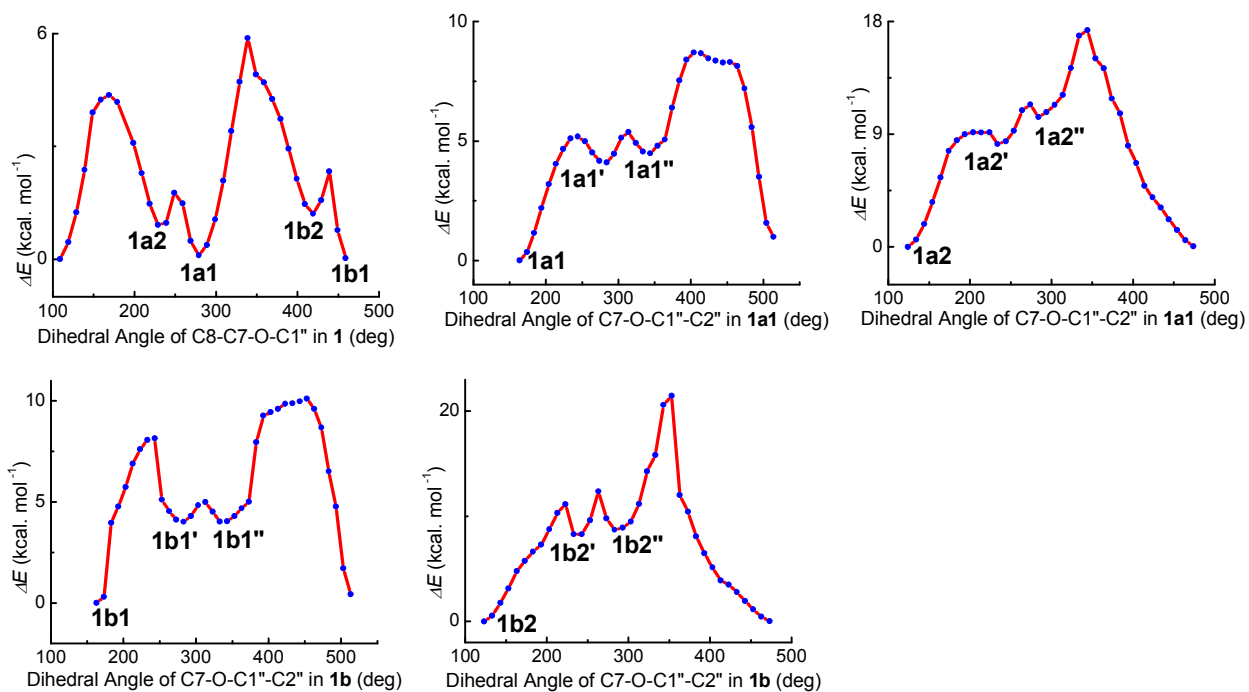 6
0
ΔE (kcal. mol⁻¹)
1a2
1a1
1b2
1b1
100 200 300 400 500
Dihedral Angle of C8-C7-O-C1" in 1 (deg)
10
5
0
ΔE (kcal. mol⁻¹)
1a1'
1a1"
1a1
100 200 300 400 500
Dihedral Angle of C7-O-C1"-C2" in 1a1 (deg)
18
9
0
ΔE (kcal. mol⁻¹)
1a2"
1a2'
1a2
100 200 300 400 500
Dihedral Angle of C7-O-C1"-C2" in 1a1 (deg)
10
5
0
ΔE (kcal. mol⁻¹)
1b1' 1b1"
1b1
100 200 300 400 500
Dihedral Angle of C7-O-C1"-C2" in 1b (deg)
20
10
0
ΔE (kcal. mol⁻¹)
1b2'
1b2"
1b2
100 200 300 400 500
Dihedral Angle of C7-O-C1"-C2" in 1b (deg)